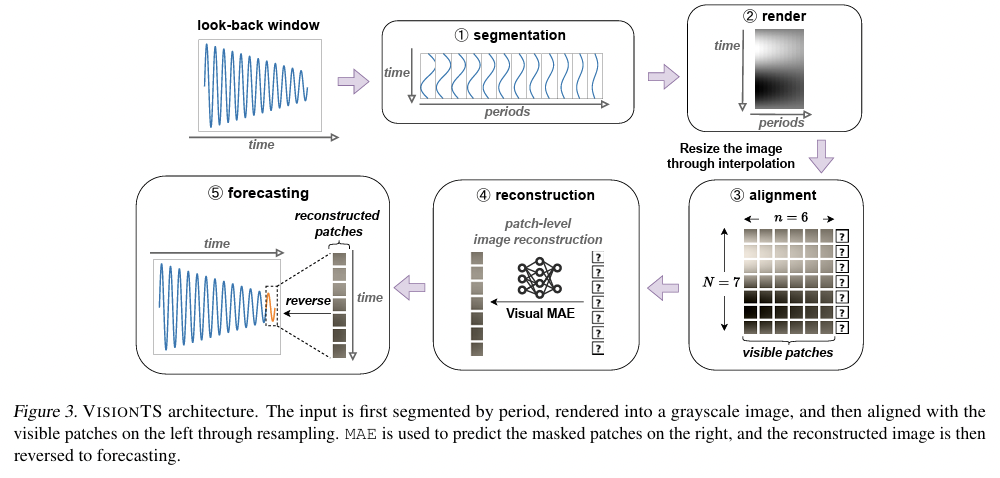 look-back window
time
① segmentation
time
periods
② render
time
periods
Resize the image
through interpolation
③ alignment
n = 6
N = 7
?
?
?
?
?
?
?
visible patches
④ reconstruction
patch-level
image reconstruction
Visual MAE
?
?
?
?
?
?
?
⑤ forecasting
reconstructed
patches
time
reverse
time
Figure 3. VISIONTS architecture. The input is first segmented by period, rendered into a grayscale image, and then aligned with the
visible patches on the left through resampling. MAE is used to predict the masked patches on the right, and the reconstructed image is then
reversed to forecasting.